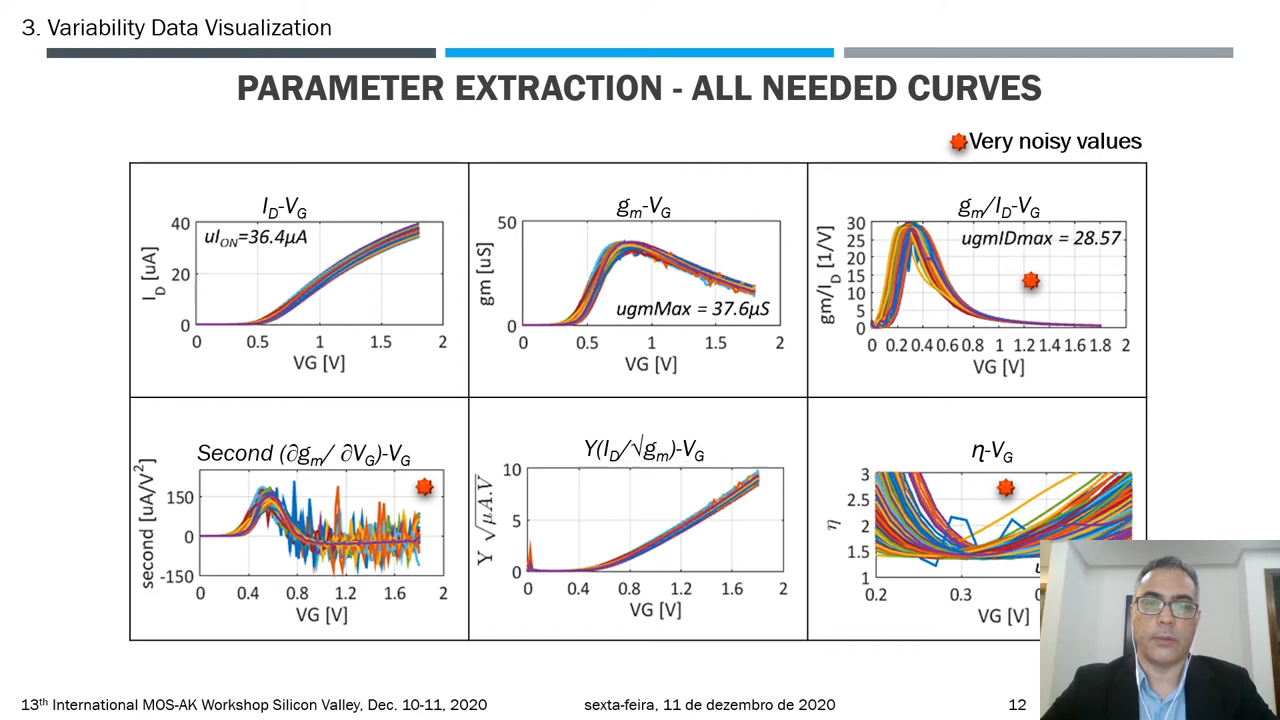 3. Variability Data Visualization
PARAMETER EXTRACTION - ALL NEEDED CURVES
Very noisy values
I_D-V_G
40
20
0
I_D [uA]
uI_ON=36.4µA
0 0.5 1 1.5 2
VG [V]
g_m-V_G
50
0
gm [uS]
ugmMax = 37.6µS
0 0.5 1 1.5 2
VG [V]
g_m/I_D-V_G
30
25
20
15
10
5
0
gm/I_D [1/V]
ugmIDmax = 28.57
0 0.2 0.4 0.6 0.8 1 1.2 1.4 1.6 1.8 2
VG [V]
Second (∂g_m/ ∂V_G)-V_G
150
0
-150
second [uA/V²]
0 0.4 0.8 1.2 1.6 2
VG [V]
Y(I_D/√g_m)-V_G
10
5
0
Y √µA.V
0 0.4 0.8 1.2 1.6 2
VG [V]
η-V_G
3
2.5
2
1.5
1
η
0.2 0.3
VG [V]
13th International MOS-AK Workshop Silicon Valley, Dec. 10-11, 2020
sexta-feira, 11 de dezembro de 2020
12